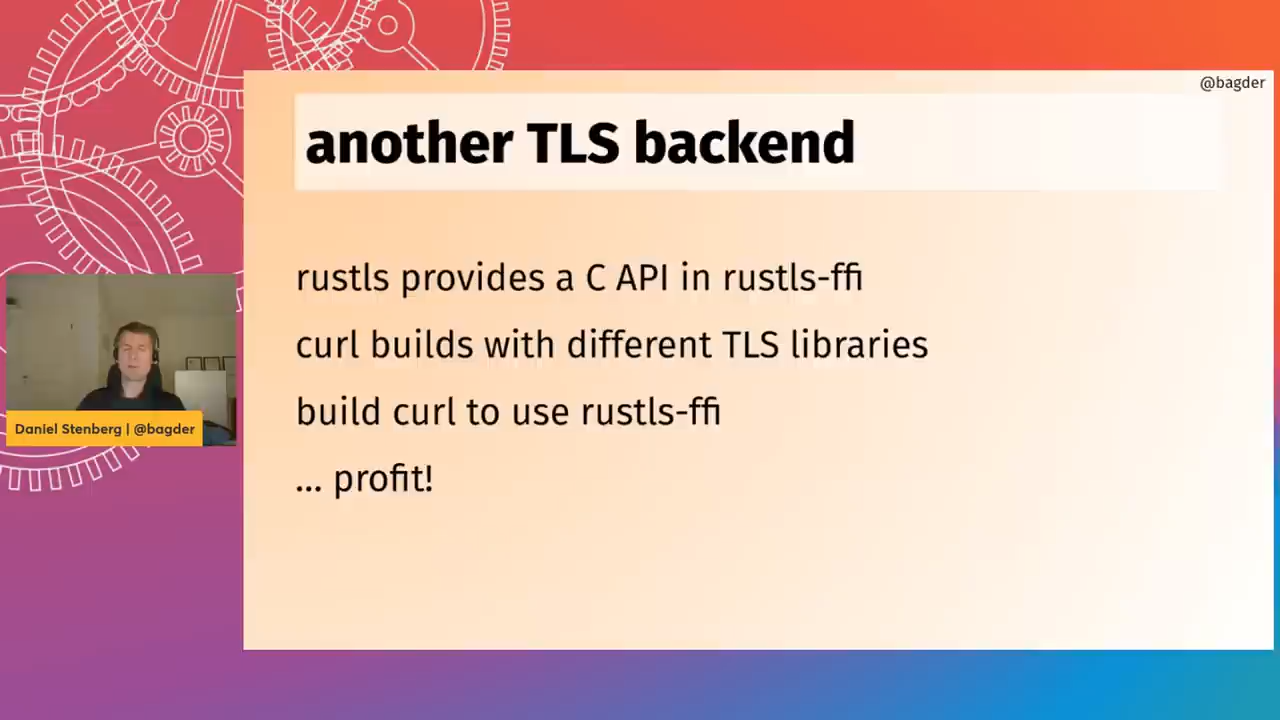 @bagder
another TLS backend
rustls provides a C API in rustls-ffi
curl builds with different TLS libraries
build curl to use rustls-ffi
... profit!
Daniel Stenberg | @bagder